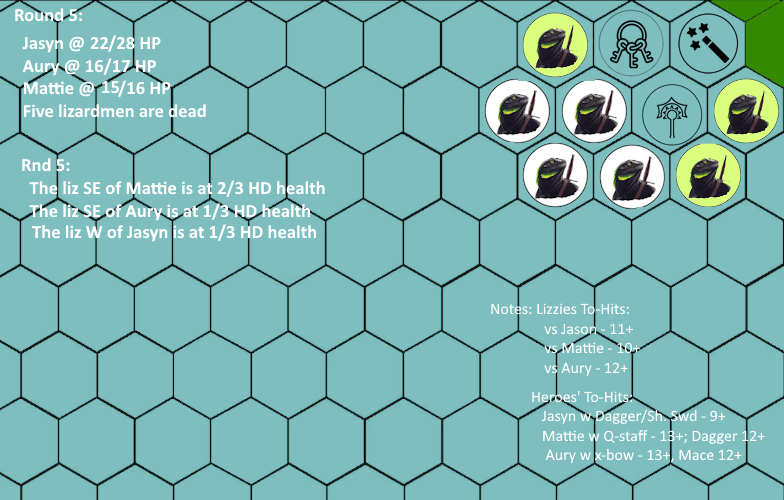 Round 5:
Jasyn @ 22/28 HP
Aury @ 16/17 HP
Mattie @ 15/16 HP
Five lizardmen are dead
Rnd 5:
The liz SE of Mattie is at 2/3 HD health
The liz SE of Aury is at 1/3 HD health
The liz W of Jasyn is at 1/3 HD health
Notes: Lizzies To-Hits:
vs Jason - 11+
vs Mattie - 10+
vs Aury - 12+
Heroes' To-Hits:
Jasyn w Dagger/Sh. Swd - 9+
Mattie w Q-staff - 13+; Dagger 12+
Aury w x-bow - 13+, Mace 12+